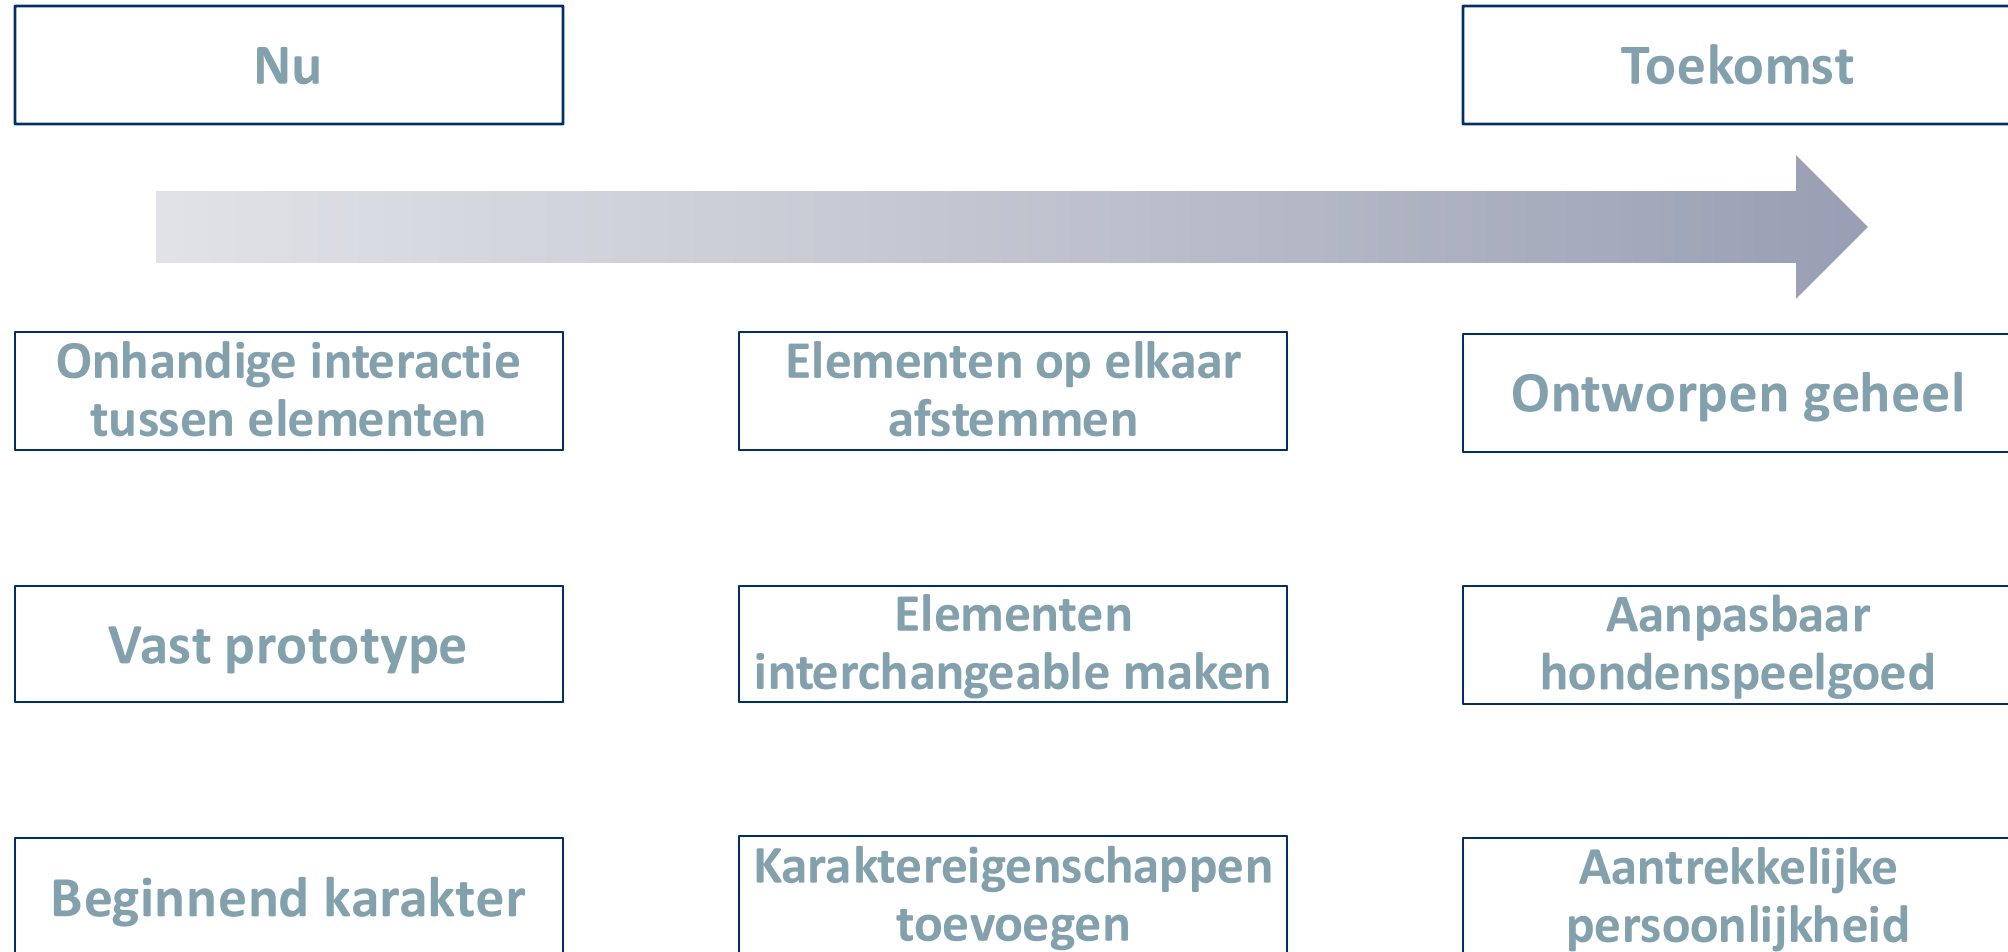 Nu
Toekomst
Onhandige interactie
tussen elementen
Elementen op elkaar
afstemmen
Ontworpen geheel
Vast prototype
Elementen
interchangeable maken
Aanpasbaar
hondenspeelgoed
Beginnend karakter
Karaktereigenschappen
toevoegen
Aantrekkelijke
persoonlijkheid